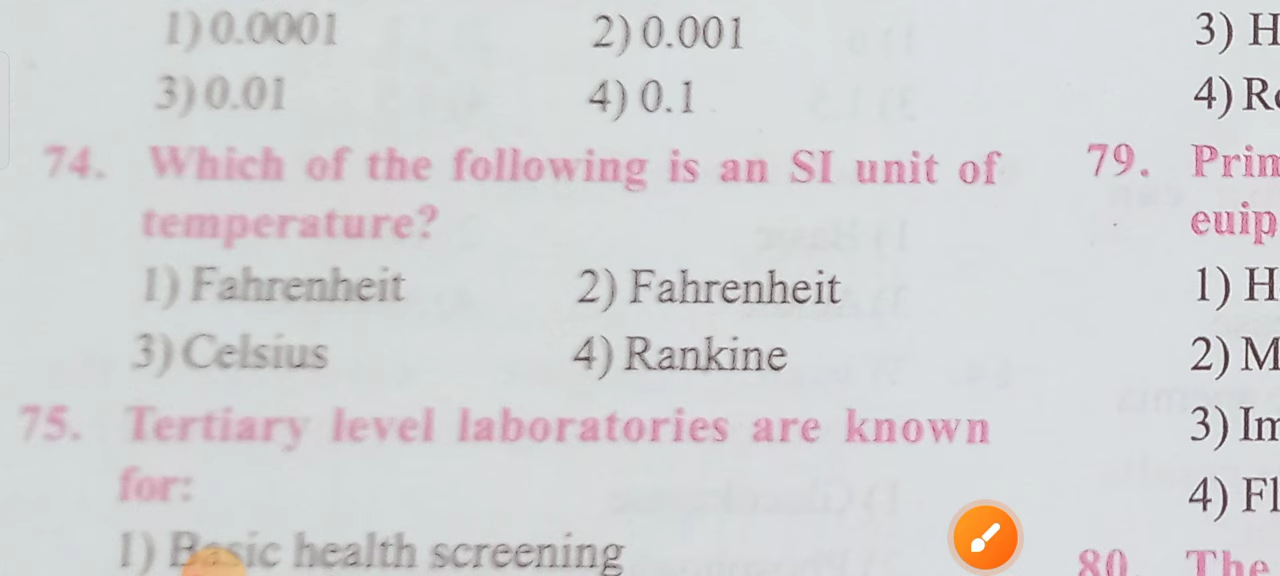 1) 0.0001 2) 0.001
3) 0.01 4) 0.1
74. Which of the following is an SI unit of
temperature?
1) Fahrenheit 2) Fahrenheit
3) Celsius 4) Rankine
75. Tertiary level laboratories are known
for:
1) Basic health screening
3) H
4)
79.
euip
1) H
2) M
3)
4) Fl
80. The